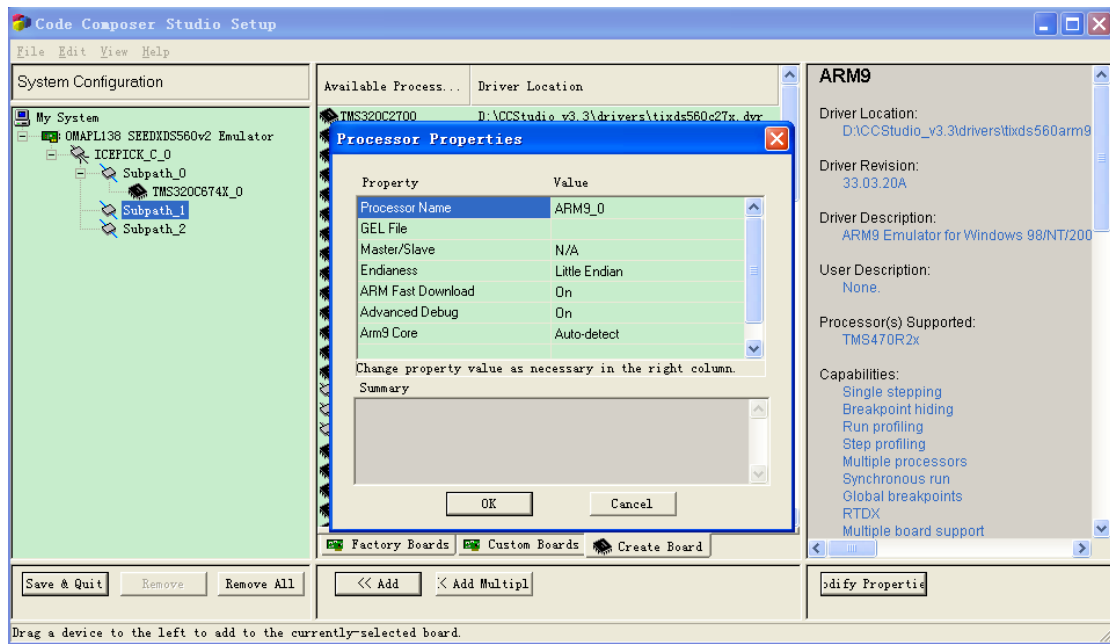 Code Composer Studio Setup
File Edit View Help
System Configuration
My System
OMAPL138 SEEDXDS560v2 Emulator
ICEPICK_C_0
Subpath_0
TMS320C674X_0
Subpath_1
Subpath_2
Available Process... Driver Location
TMS320C2700 D:\CCStudio_v3.3\drivers\tixds560c27x.dvr
Processor Properties
Property Value
Processor Name ARM9_0
GEL File
Master/Slave N/A
Endianess Little Endian
ARM Fast Download On
Advanced Debug On
Arm9 Core Auto-detect
Change property value as necessary in the right column.
Summary
OK Cancel
Factory Boards Custom Boards Create Board
ARM9
Driver Location:
D:\CCStudio_v3.3\drivers\tixds560arm9
Driver Revision:
33.03.20A
Driver Description:
ARM9 Emulator for Windows 98/NT/200
User Description:
None.
Processor(s) Supported:
TMS470R2x
Capabilities:
Single stepping
Breakpoint hiding
Run profiling
Step profiling
Multiple processors
Synchronous run
Global breakpoints
RTDX
Multiple board support
Save & Quit Remove Remove All << Add < Add Multipl odify Propertie
Drag a device to the left to add to the currently-selected board.